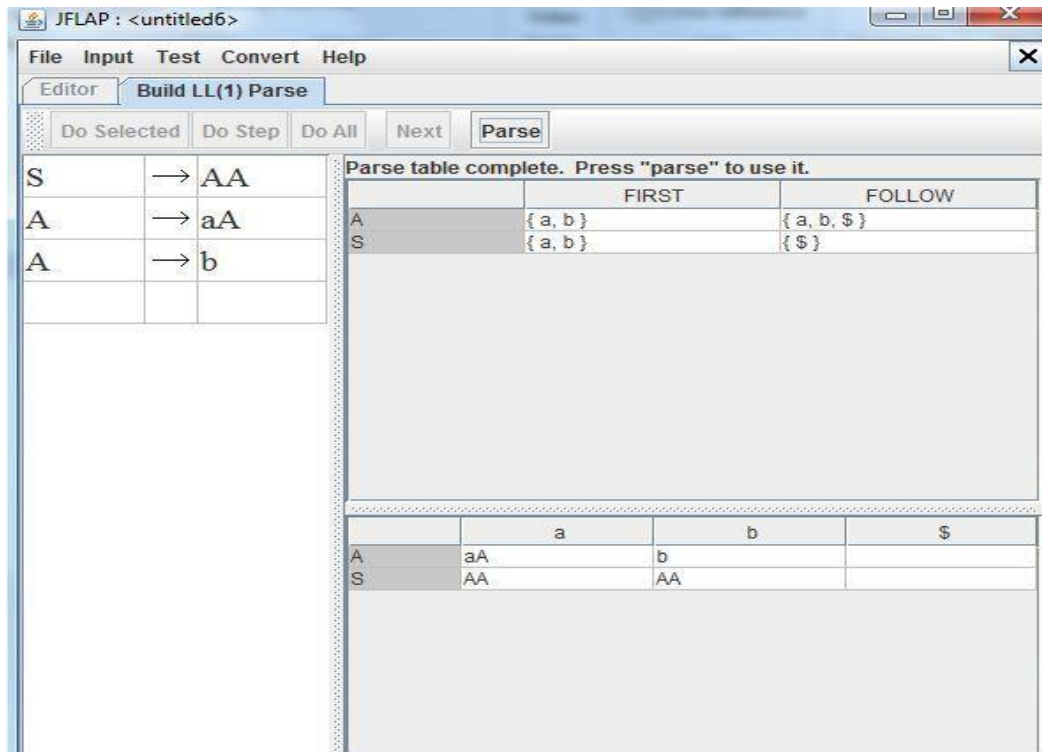 JFLAP : <untitled6>
File Input Test Convert Help
Editor Build LL(1) Parse
Do Selected Do Step Do All Next Parse
S → AA
A → aA
A → b
Parse table complete. Press "parse" to use it.
FIRST FOLLOW
A { a, b } { a, b, $ }
S { a, b } { $ }
a b $
A aA b
S AA AA